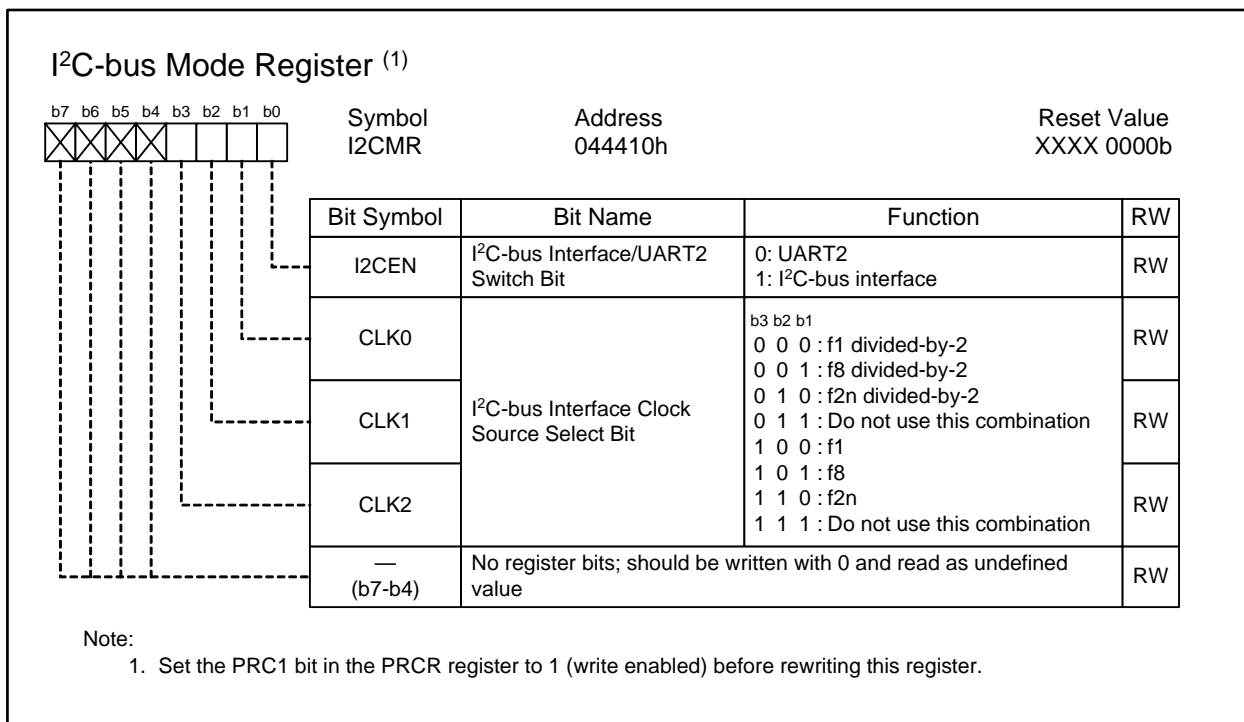 I²C-bus Mode Register (1)
b7 b6 b5 b4 b3 b2 b1 b0
Symbol Address Reset Value
I2CMR 044410h XXXX 0000b
Bit Symbol Bit Name Function RW
I2CEN
I²C-bus Interface/UART2
Switch Bit
0: UART2
1: I²C-bus interface
RW
CLK0
CLK1
CLK2
I²C-bus Interface Clock
Source Select Bit
b3 b2 b1
0 0 0 : f1 divided-by-2
0 0 1 : f8 divided-by-2
0 1 0 : f2n divided-by-2
0 1 1 : Do not use this combination
1 0 0 : f1
1 0 1 : f8
1 1 0 : f2n
1 1 1 : Do not use this combination
RW
RW
RW
—
(b7-b4)
No register bits; should be written with 0 and read as undefined
value
RW
Note:
1. Set the PRC1 bit in the PRCR register to 1 (write enabled) before rewriting this register.